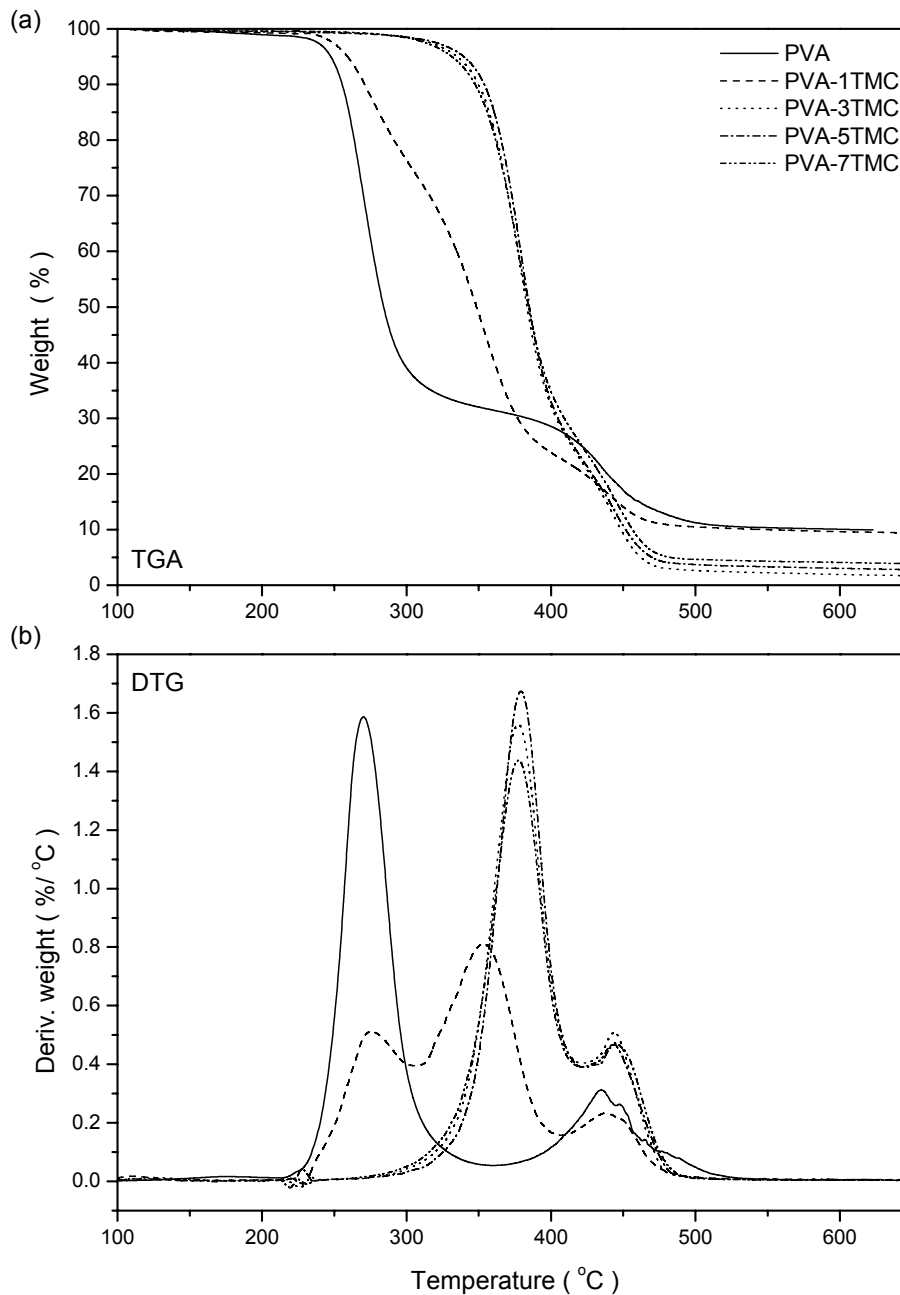 (a)
100
90
80
70
60
50
40
30
20
10
0
Weight ( % )
PVA
PVA-1TMC
PVA-3TMC
PVA-5TMC
PVA-7TMC
TGA
100 200 300 400 500 600
(b)
1.8
1.6
1.4
1.2
1.0
0.8
0.6
0.4
0.2
0.0
Deriv. weight ( %/ °C )
DTG
100 200 300 400 500 600
Temperature ( °C )